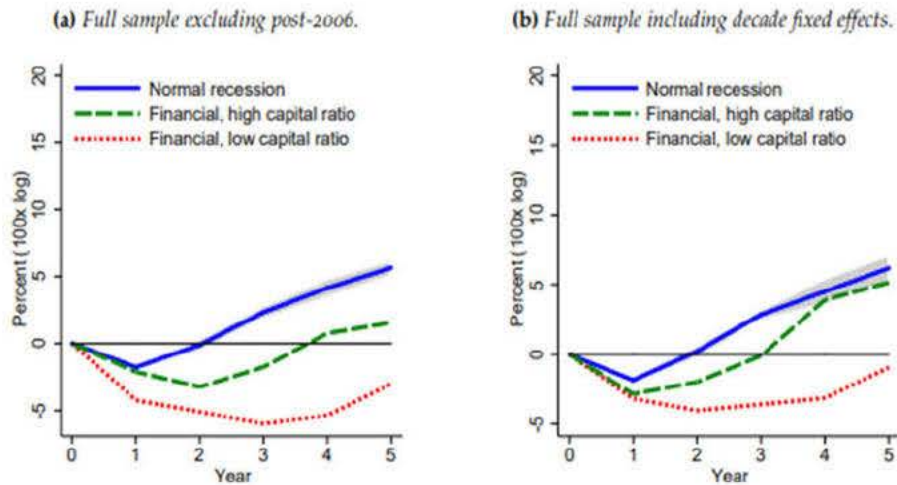 (a) Full sample excluding post-2006.
(b) Full sample including decade fixed effects.
20
15
10
5
0
-5
Percent (100x log)
Normal recession
Financial, high capital ratio
Financial, low capital ratio
0 1 2 3 4 5
Year
20
15
10
5
0
-5
Percent (100x log)
Normal recession
Financial, high capital ratio
Financial, low capital ratio
0 1 2 3 4 5
Year